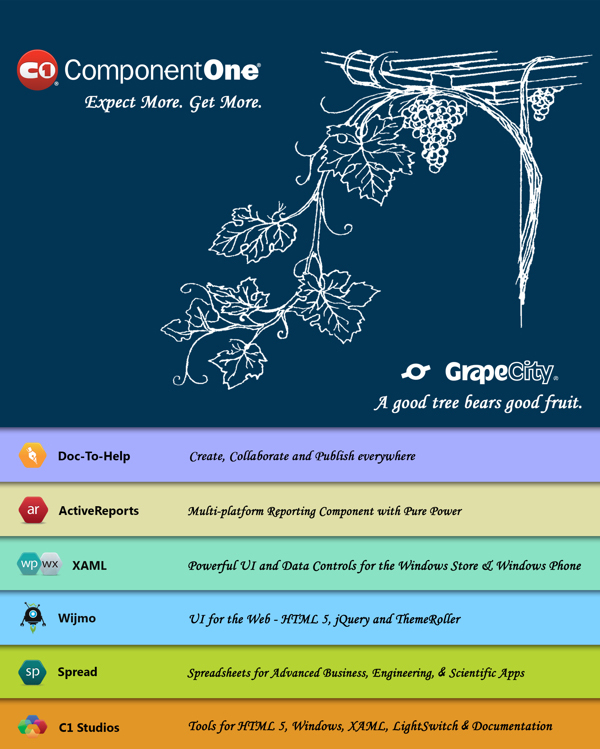 C1® ComponentOne®
Expect More. Get More.
GrapeCity®
A good tree bears good fruit.
Doc-To-Help Create, Collaborate and Publish everywhere
ar ActiveReports Multi-platform Reporting Component with Pure Power
wp wx XAML Powerful UI and Data Controls for the Windows Store & Windows Phone
Wijmo UI for the Web - HTML 5, jQuery and ThemeRoller
sp Spread Spreadsheets for Advanced Business, Engineering, & Scientific Apps
C1 Studios Tools for HTML 5, Windows, XAML, LightSwitch & Documentation